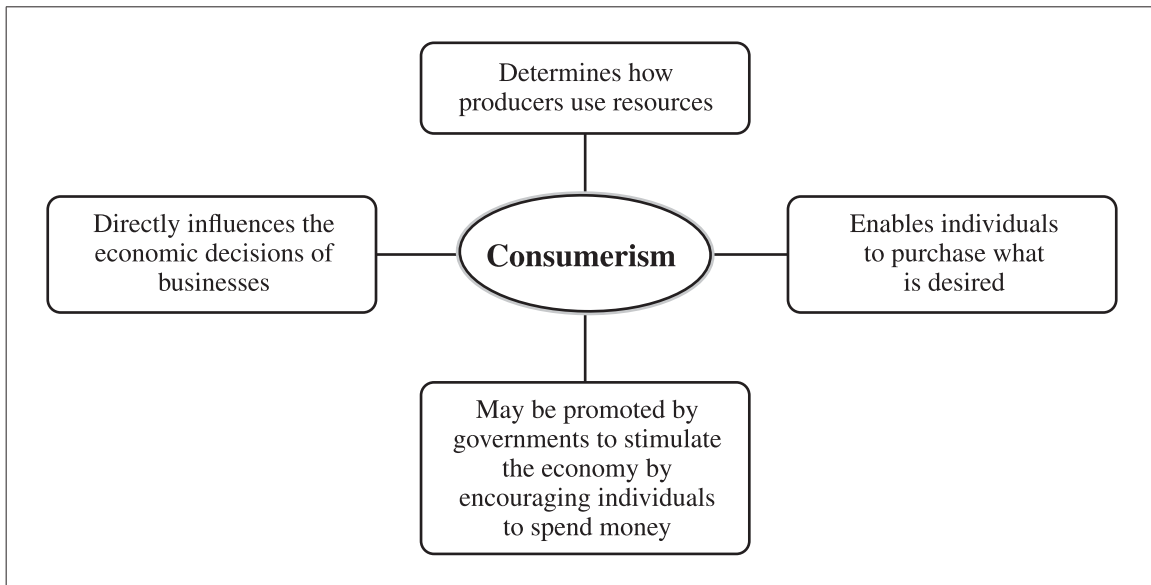 Determines how
producers use resources
Directly influences the
economic decisions of
businesses
Consumerism
Enables individuals
to purchase what
is desired
May be promoted by
governments to stimulate
the economy by
encouraging individuals
to spend money